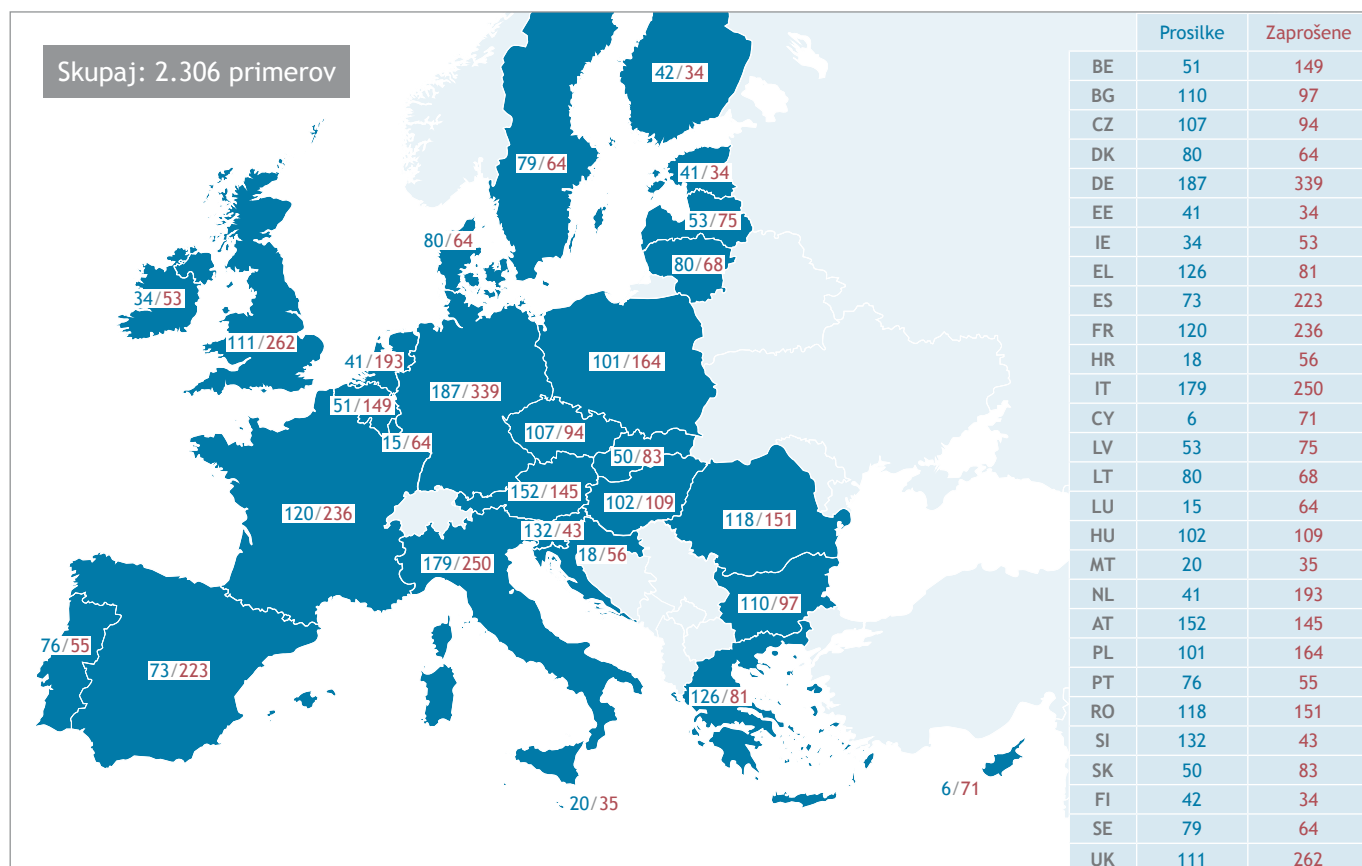 Skupaj: 2.306 primerov
42/34
79/64
41/34
53/75
80/64
80/68
34/53
111/262
41/193
101/164
187/339
51/149
107/94
15/64
50/83
152/145
102/109
120/236
118/151
132/43
18/56
179/250
110/97
76/55
73/223
126/81
6/71
20/35
Prosilke Zaprošene
BE 51 149
BG 110 97
CZ 107 94
DK 80 64
DE 187 339
EE 41 34
IE 34 53
EL 126 81
ES 73 223
FR 120 236
HR 18 56
IT 179 250
CY 6 71
LV 53 75
LT 80 68
LU 15 64
HU 102 109
MT 20 35
NL 41 193
AT 152 145
PL 101 164
PT 76 55
RO 118 151
SI 132 43
SK 50 83
FI 42 34
SE 79 64
UK 111 262